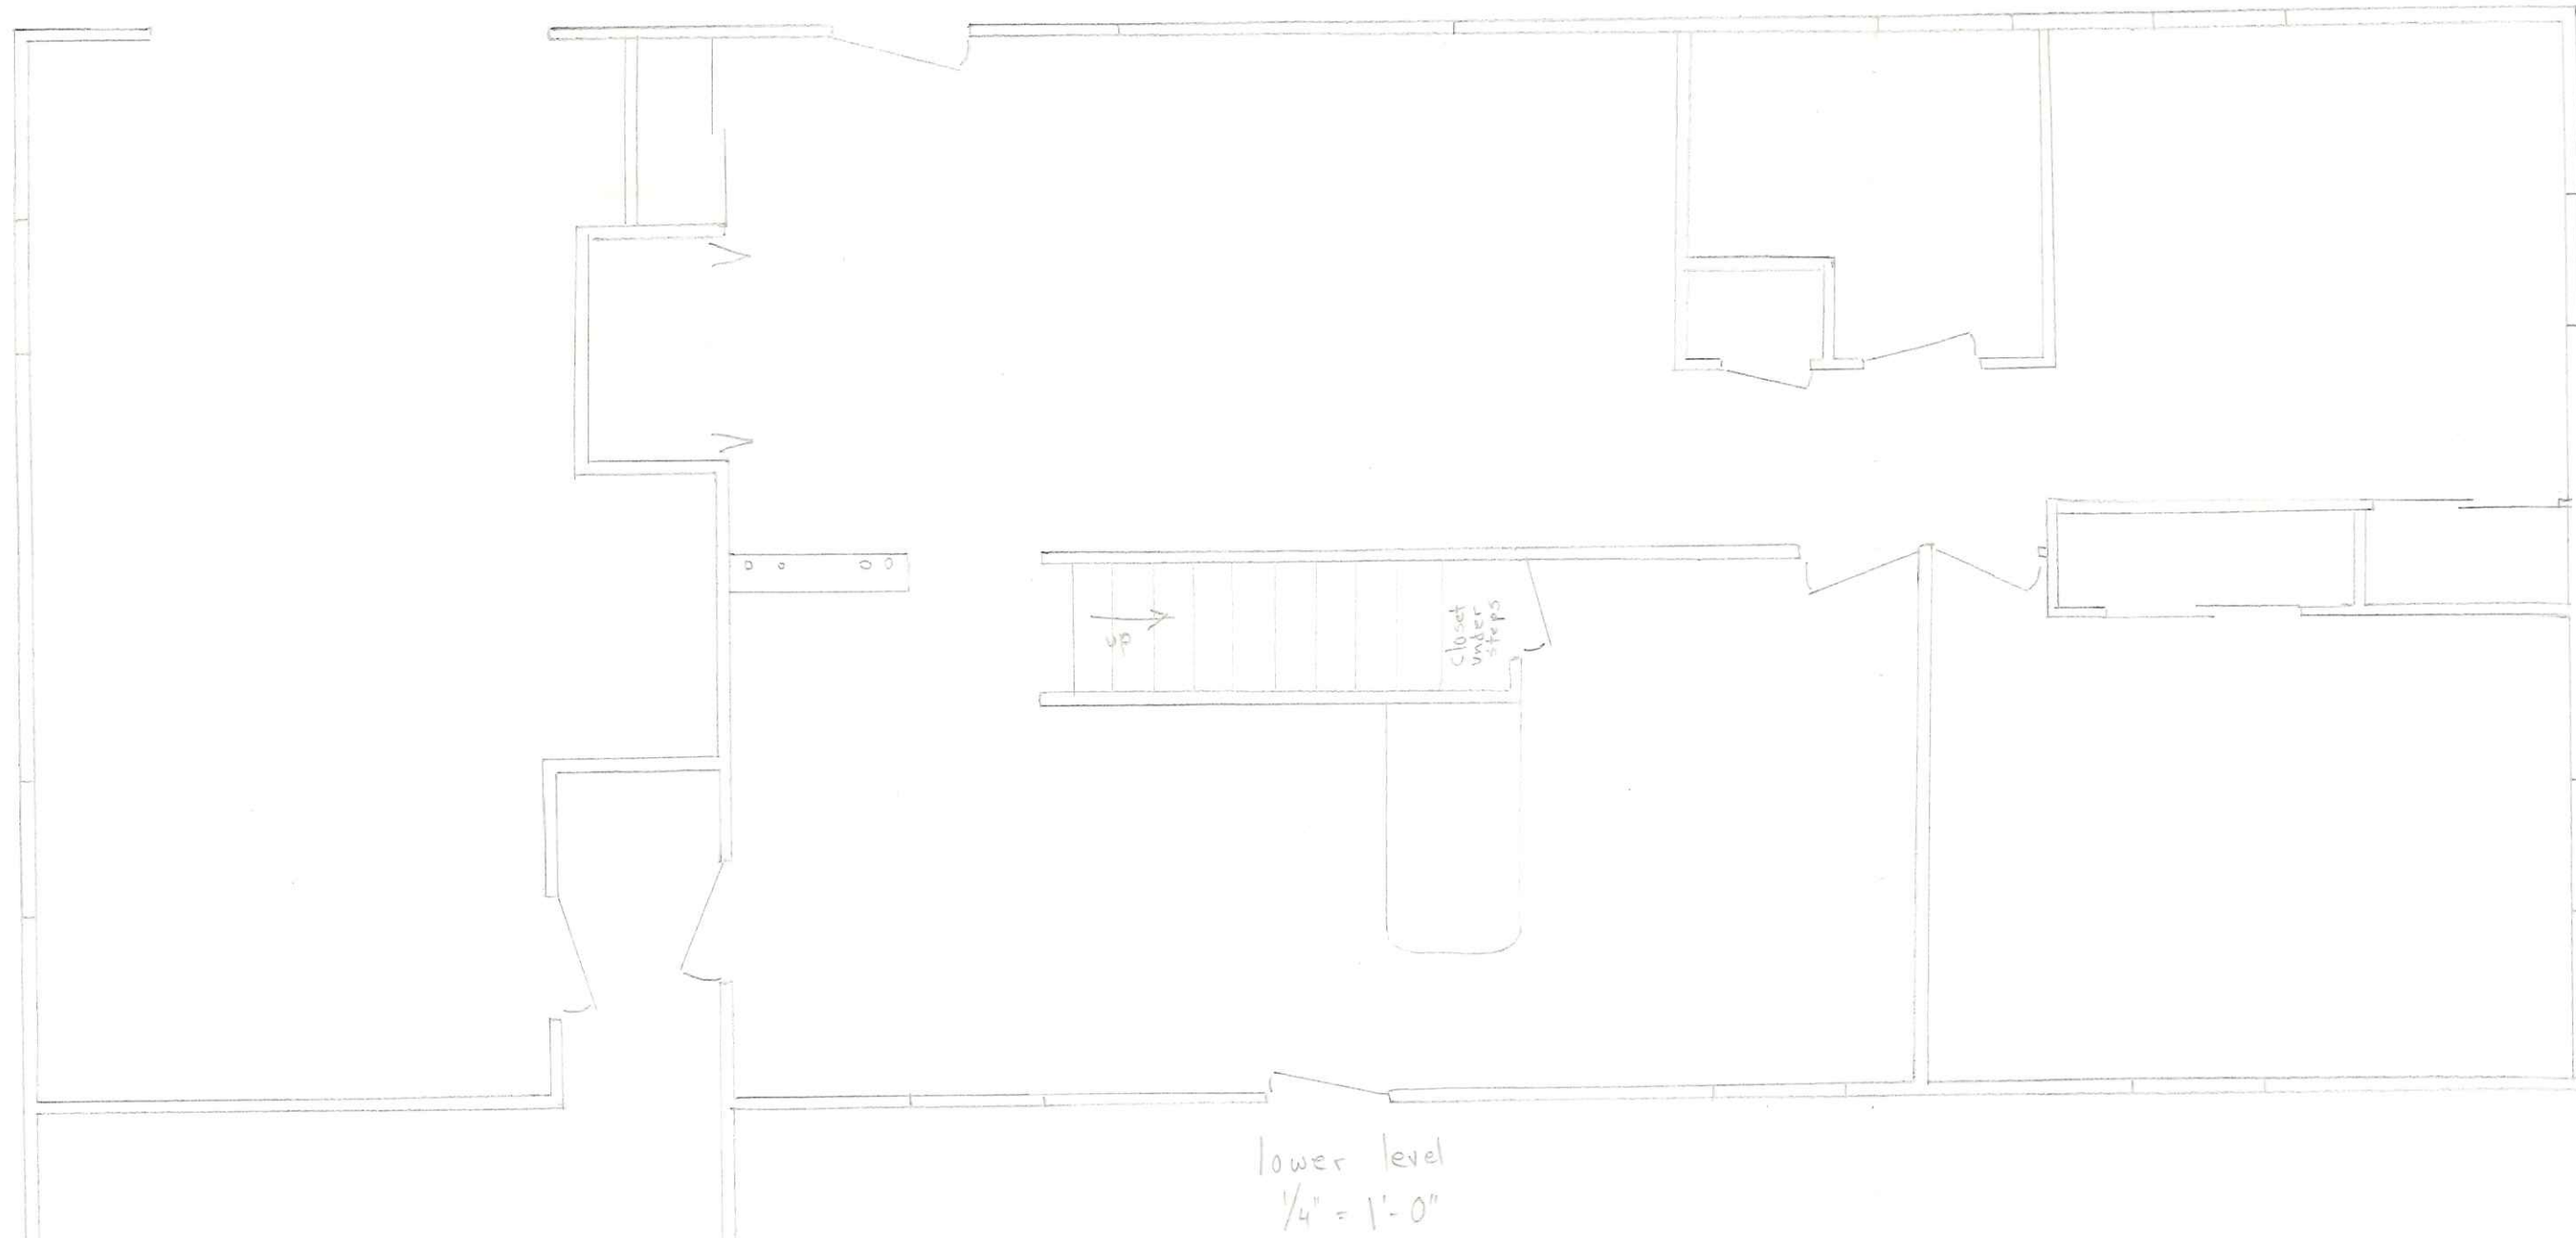 UP
closet
under
steps
lower level
1/4" = 1'-0"